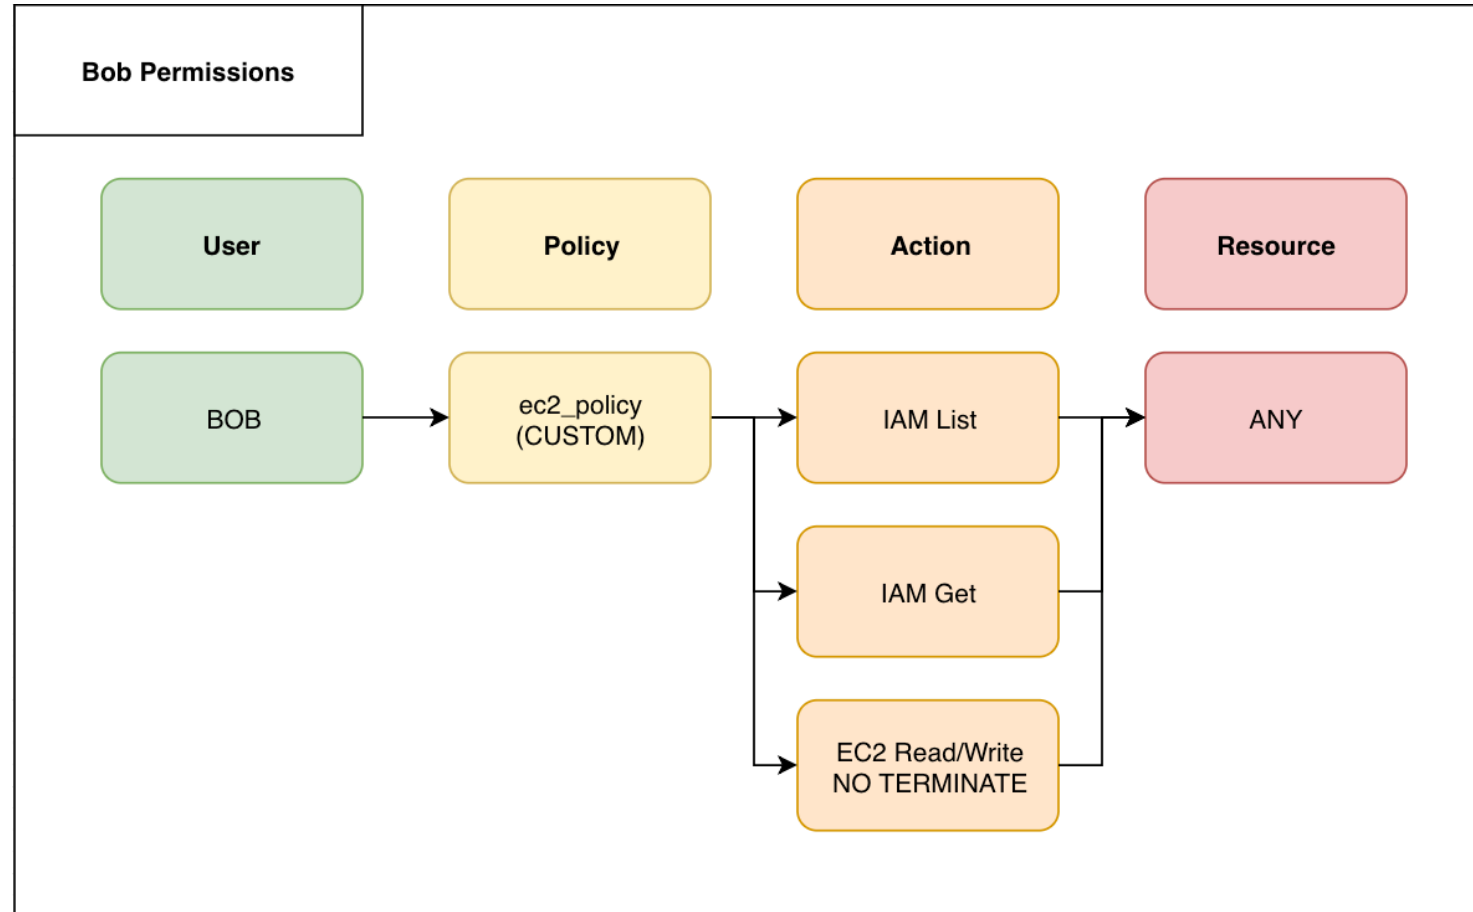 Bob Permissions
User
Policy
Action
Resource
BOB
ec2_policy
(CUSTOM)
IAM List
ANY
IAM Get
EC2 Read/Write
NO TERMINATE